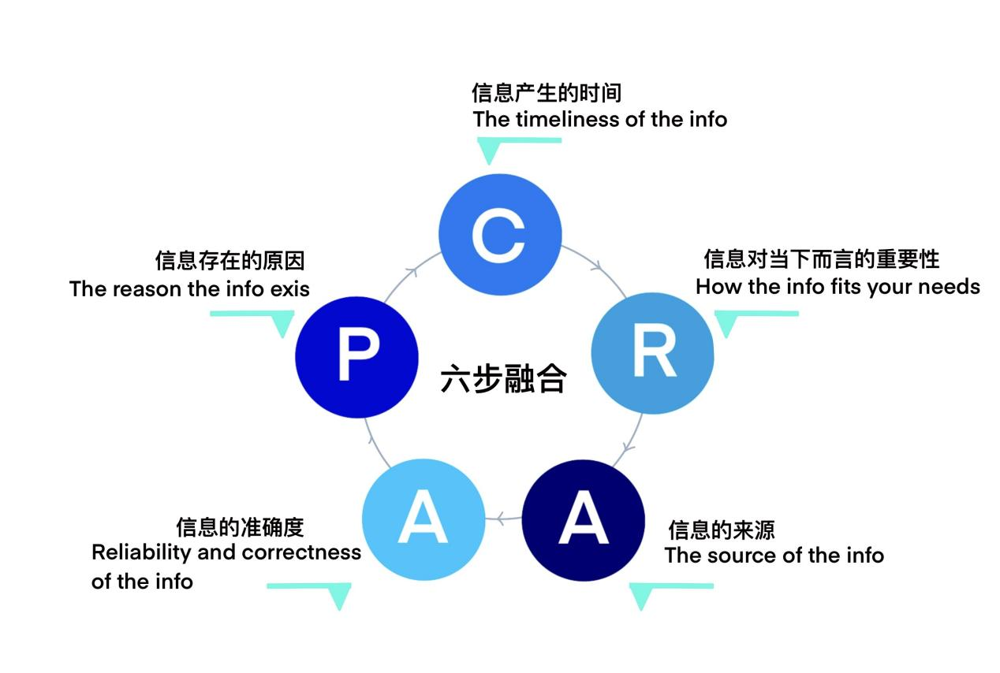 信息产生的时间
The timeliness of the info
C
信息存在的原因
The reason the info exis
信息对当下而言的重要性
How the info fits your needs
P
R
六步融合
A
A
信息的准确度
Reliability and correctness
of the info
信息的来源
The source of the info